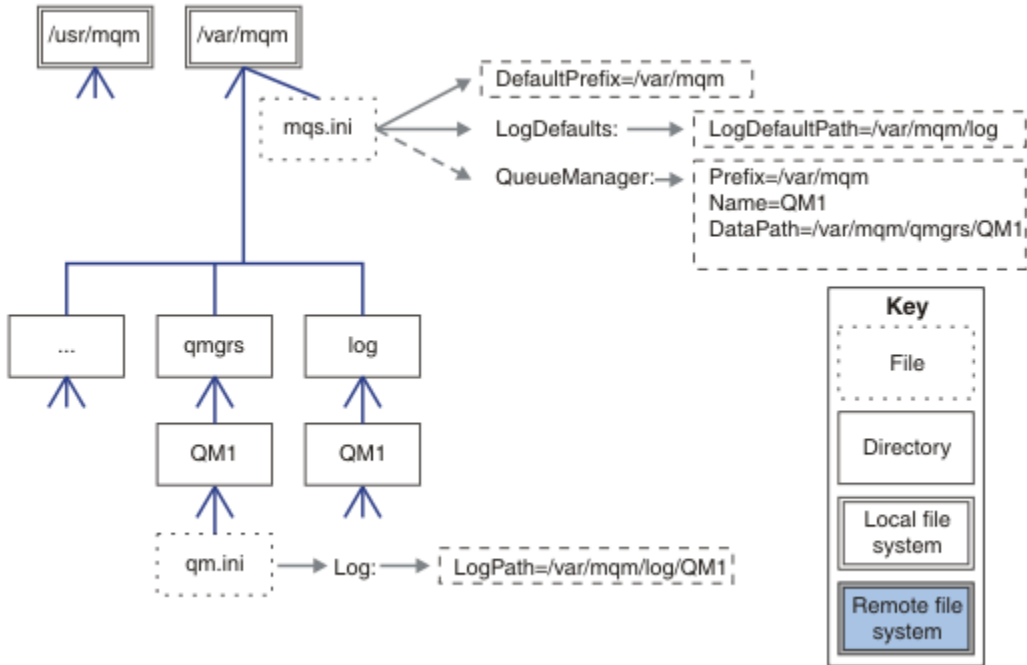 /usr/mqm
/var/mqm
DefaultPrefix=/var/mqm
mqs.ini
LogDefaults:
LogDefaultPath=/var/mqm/log
QueueManager:
Prefix=/var/mqm
Name=QM1
DataPath=/var/mqm/qmgrs/QM1
...
qmgrs
log
QM1
QM1
qm.ini
Log:
LogPath=/var/mqm/log/QM1
Key
File
Directory
Local file
system
Remote file
system